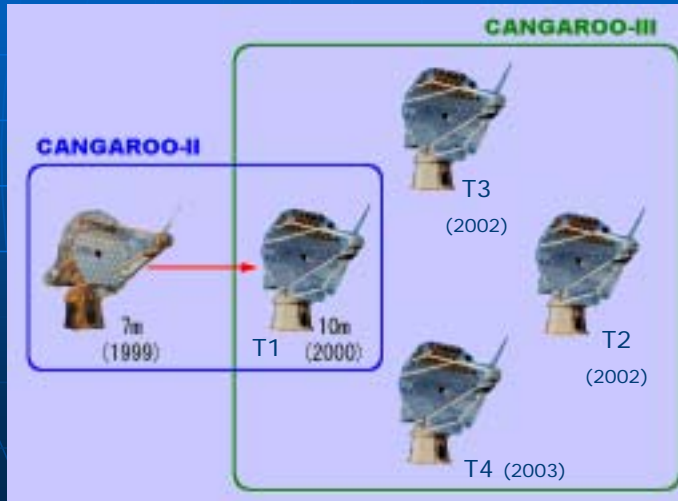 CANGAROO-III
CANGAROO-II
T3
(2002)
7m
(1999)
T1
10m
(2000)
T2
(2002)
T4 (2003)